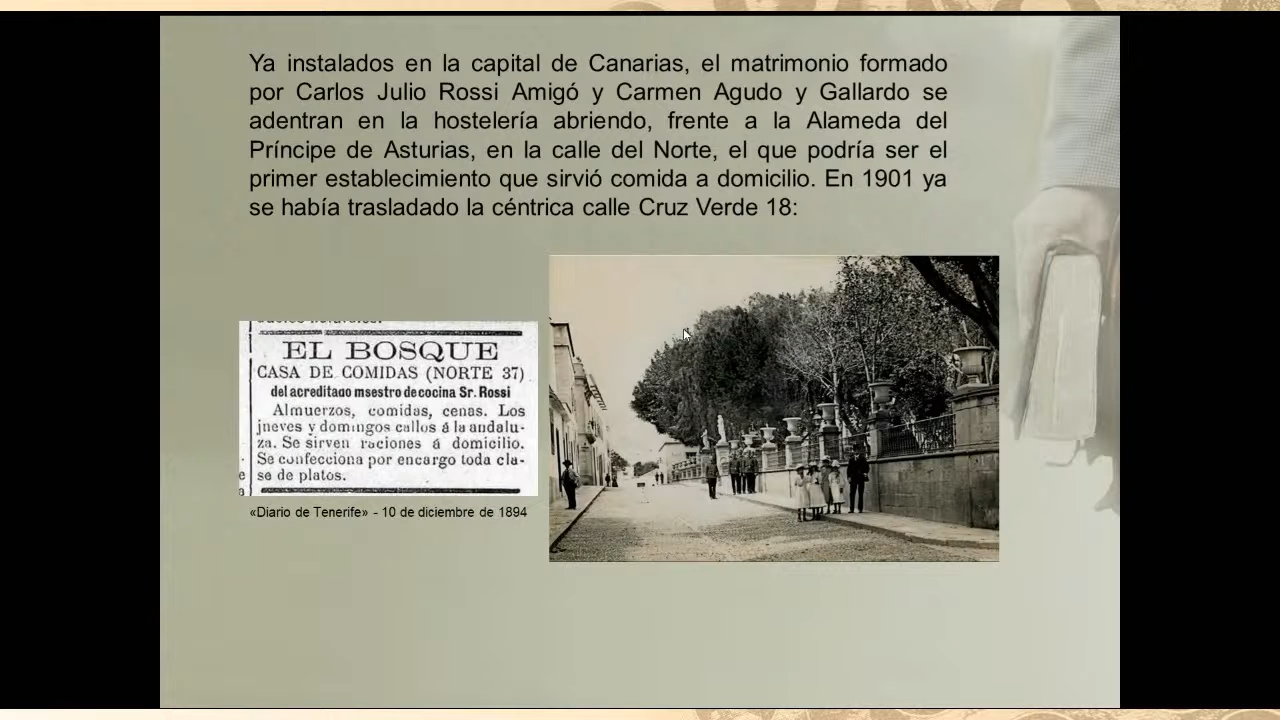 Ya instalados en la capital de Canarias, el matrimonio formado
por Carlos Julio Rossi Amigó y Carmen Agudo y Gallardo se
adentran en la hostelería abriendo, frente a la Alameda del
Príncipe de Asturias, en la calle del Norte, el que podría ser el
primer establecimiento que sirvió comida a domicilio. En 1901 ya
se había trasladado la céntrica calle Cruz Verde 18:
EL BOSQUE
CASA DE COMIDAS (NORTE 37)
del acreditado msestro de cocina Sr. Rossi
Almuerzos, comidas, cenas. Los
jueves y domingos callos á la andalu-
za. Se sirven raciones á domicilio.
Se confecciona por encargo toda cla-
se de platos.
«Diario de Tenerife» - 10 de diciembre de 1894